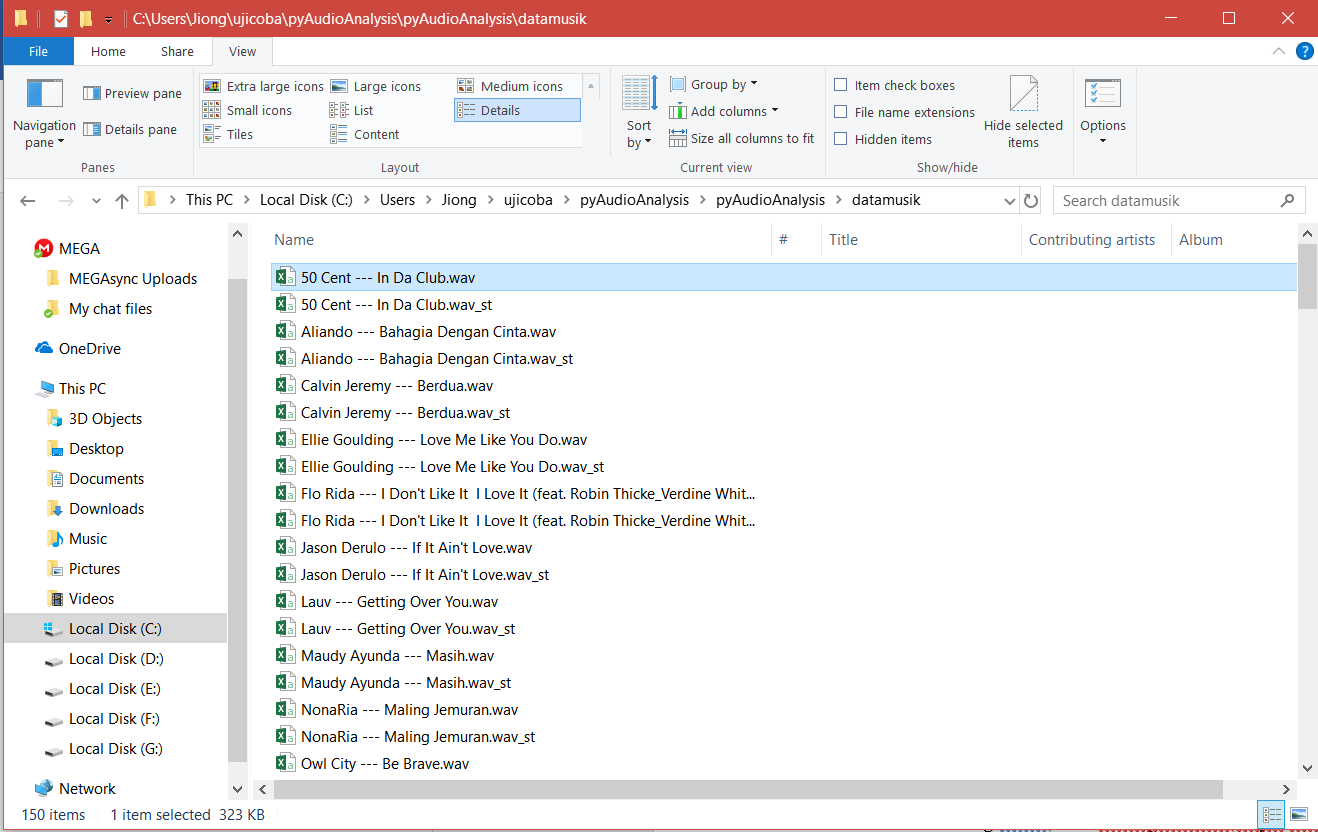 C:\Users\Jiong\ujicoba\pyAudioAnalysis\pyAudioAnalysis\datamusik
File Home Share View
Preview pane
Details pane
Navigation pane
Panes
Extra large icons Large icons Medium icons
Small icons List Details
Tiles Content
Layout
Sort by
Group by
Add columns
Size all columns to fit
Current view
Item check boxes
File name extensions
Hidden items
Hide selected items
Show/hide
Options
This PC Local Disk (C:) Users Jiong ujicoba pyAudioAnalysis pyAudioAnalysis datamusik
Search datamusik
MEGA
MEGAsync Uploads
My chat files
OneDrive
This PC
3D Objects
Desktop
Documents
Downloads
Music
Pictures
Videos
Local Disk (C:)
Local Disk (D:)
Local Disk (E:)
Local Disk (F:)
Local Disk (G:)
Network
Name # Title Contributing artists Album
50 Cent --- In Da Club.wav
50 Cent --- In Da Club.wav_st
Aliando --- Bahagia Dengan Cinta.wav
Aliando --- Bahagia Dengan Cinta.wav_st
Calvin Jeremy --- Berdua.wav
Calvin Jeremy --- Berdua.wav_st
Ellie Goulding --- Love Me Like You Do.wav
Ellie Goulding --- Love Me Like You Do.wav_st
Flo Rida --- I Don't Like It  I Love It (feat. Robin Thicke_Verdine Whit...
Flo Rida --- I Don't Like It  I Love It (feat. Robin Thicke_Verdine Whit...
Jason Derulo --- If It Ain't Love.wav
Jason Derulo --- If It Ain't Love.wav_st
Lauv --- Getting Over You.wav
Lauv --- Getting Over You.wav_st
Maudy Ayunda --- Masih.wav
Maudy Ayunda --- Masih.wav_st
NonaRia --- Maling Jemuran.wav
NonaRia --- Maling Jemuran.wav_st
Owl City --- Be Brave.wav
150 items 1 item selected 323 KB